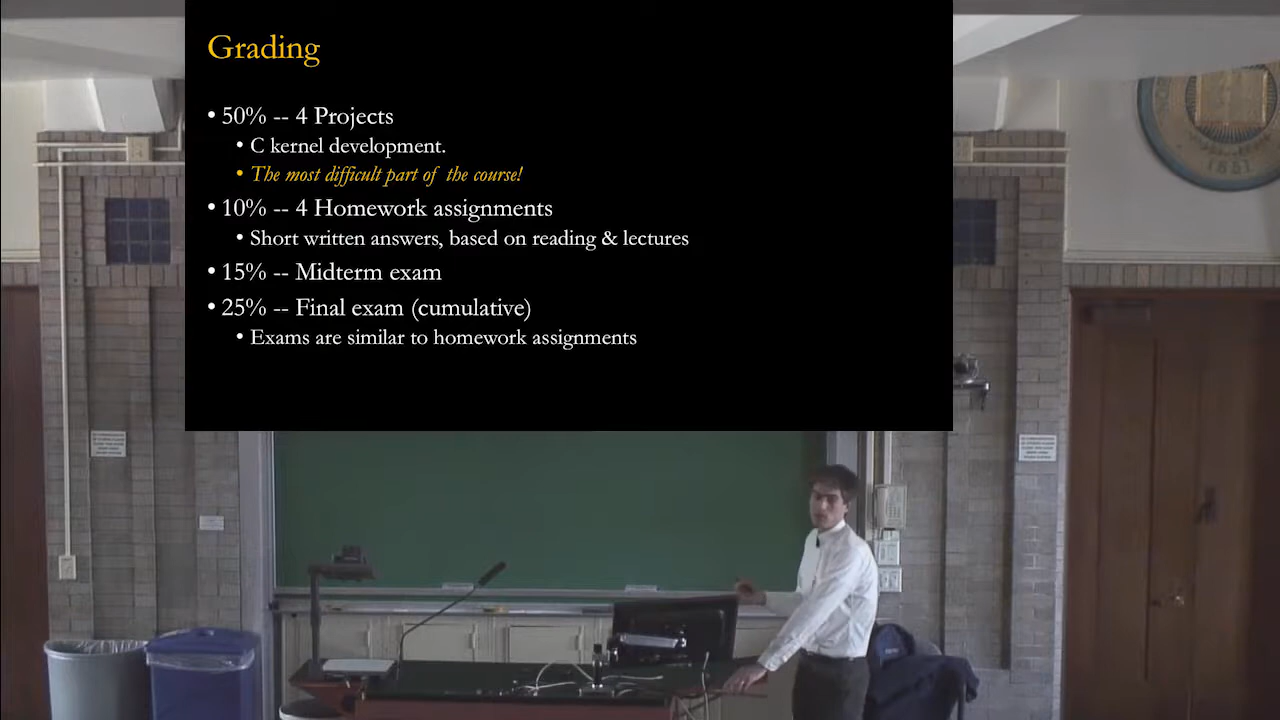 Grading
• 50% -- 4 Projects
• C kernel development.
• The most difficult part of the course!
• 10% -- 4 Homework assignments
• Short written answers, based on reading & lectures
• 15% -- Midterm exam
• 25% -- Final exam (cumulative)
• Exams are similar to homework assignments
1881